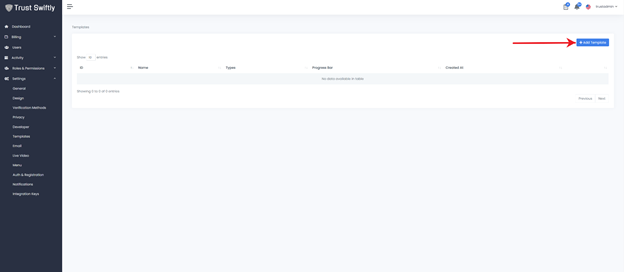 Trust Swiftly
Dashboard
Billing
Users
Activity
Roles & Permissions
Settings
General
Design
Verification Methods
Privacy
Developer
Templates
Email
Live Video
Menu
Auth & Registration
Notifications
Integration Keys
Templates
+ Add Template
Show 10 entries
ID Name Types Progress Bar Created At
No data available in table
Showing 0 to 0 of 0 entries
Previous Next